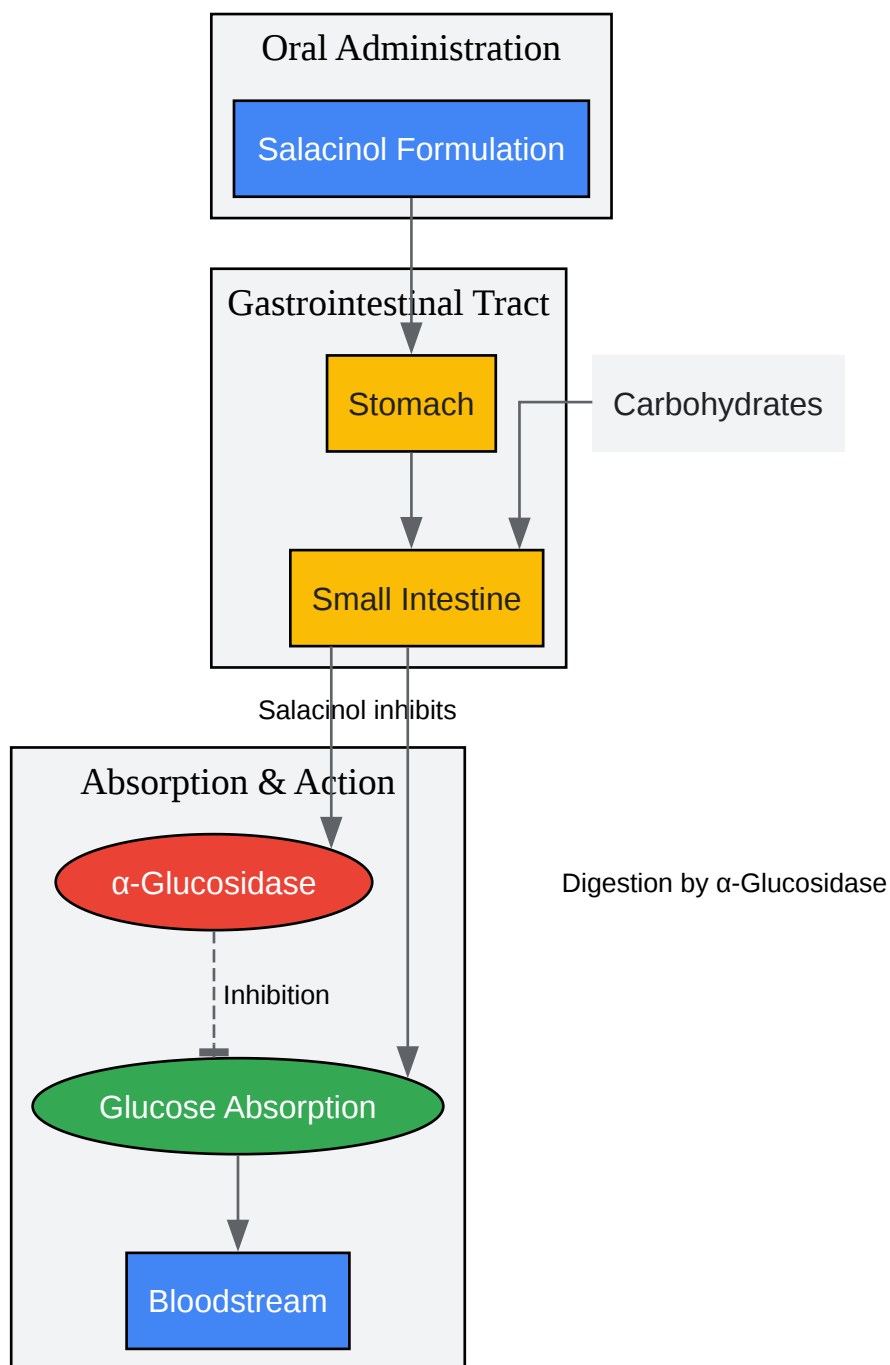 Oral Administration
Salacinol Formulation
Gastrointestinal Tract
Stomach
Carbohydrates
Small Intestine
Salacinol inhibits
Absorption & Action
α-Glucosidase
Digestion by α-Glucosidase
Inhibition
Glucose Absorption
Bloodstream